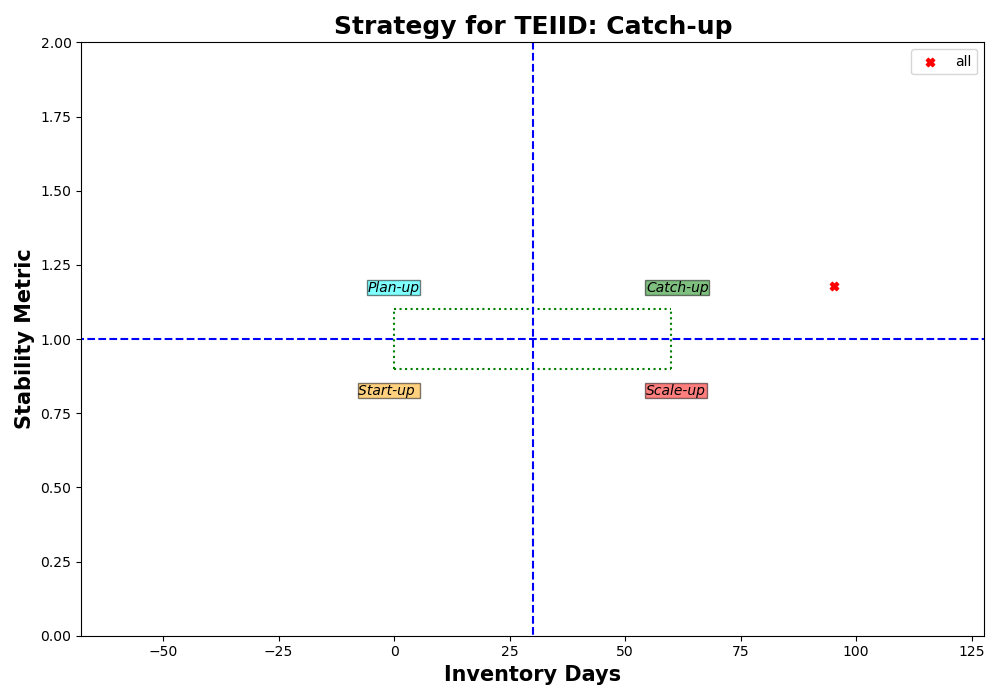 Strategy for TEIID: Catch-up
all
2.00
1.75
1.50
1.25
1.00
0.75
0.50
0.25
0.00
Stability Metric
Plan-up
Catch-up
Start-up
Scale-up
−50
−25
0
25
50
75
100
125
Inventory Days